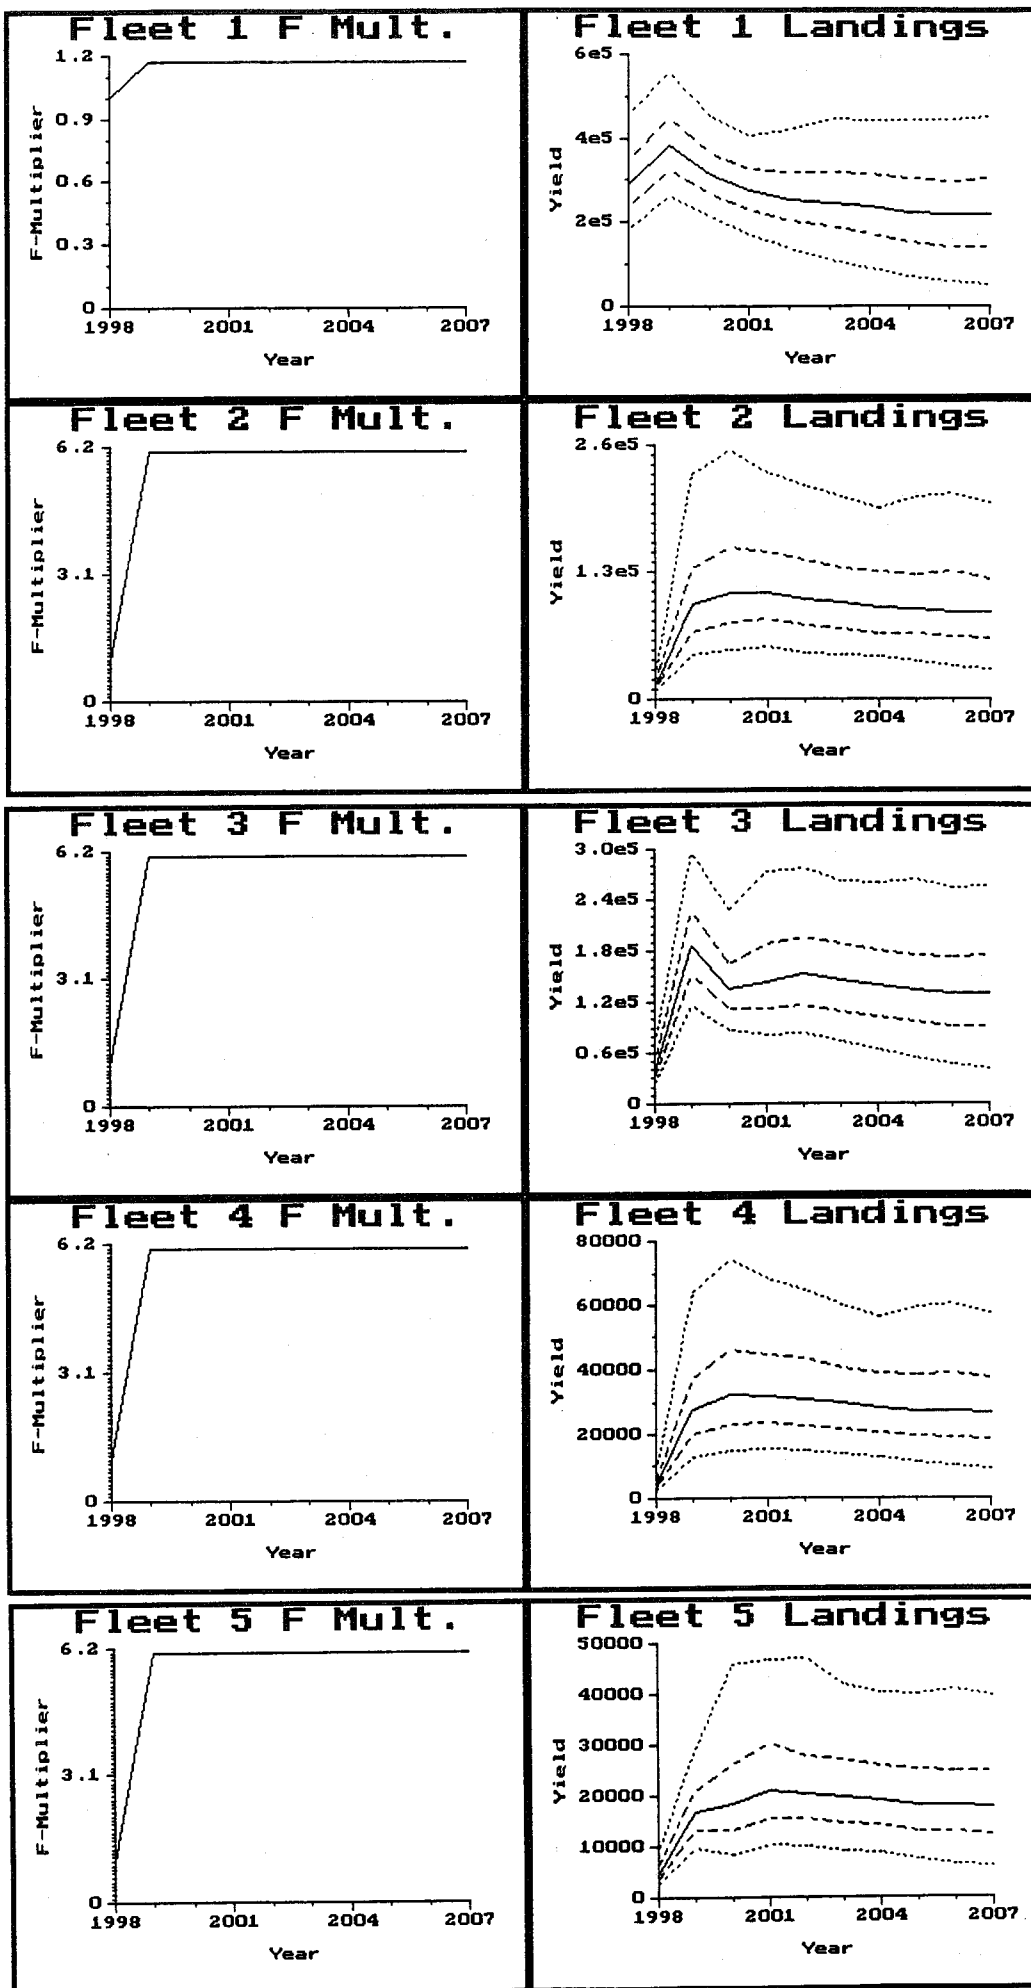 Fleet 1 F Mult.
F-Multiplier
1.2
0.9
0.6
0.3
0
1998 2001 2004 2007
Year
Fleet 1 Landings
Yield
6e5
4e5
2e5
0
1998 2001 2004 2007
Year
Fleet 2 F Mult.
F-Multiplier
6.2
3.1
0
1998 2001 2004 2007
Year
Fleet 2 Landings
Yield
2.6e5
1.3e5
0
1998 2001 2004 2007
Year
Fleet 3 F Mult.
F-Multiplier
6.2
3.1
0
1998 2001 2004 2007
Year
Fleet 3 Landings
Yield
3.0e5
2.4e5
1.8e5
1.2e5
0.6e5
0
1998 2001 2004 2007
Year
Fleet 4 F Mult.
F-Multiplier
6.2
3.1
0
1998 2001 2004 2007
Year
Fleet 4 Landings
Yield
80000
60000
40000
20000
0
1998 2001 2004 2007
Year
Fleet 5 F Mult.
F-Multiplier
6.2
3.1
0
1998 2001 2004 2007
Year
Fleet 5 Landings
Yield
50000
40000
30000
20000
10000
0
1998 2001 2004 2007
Year